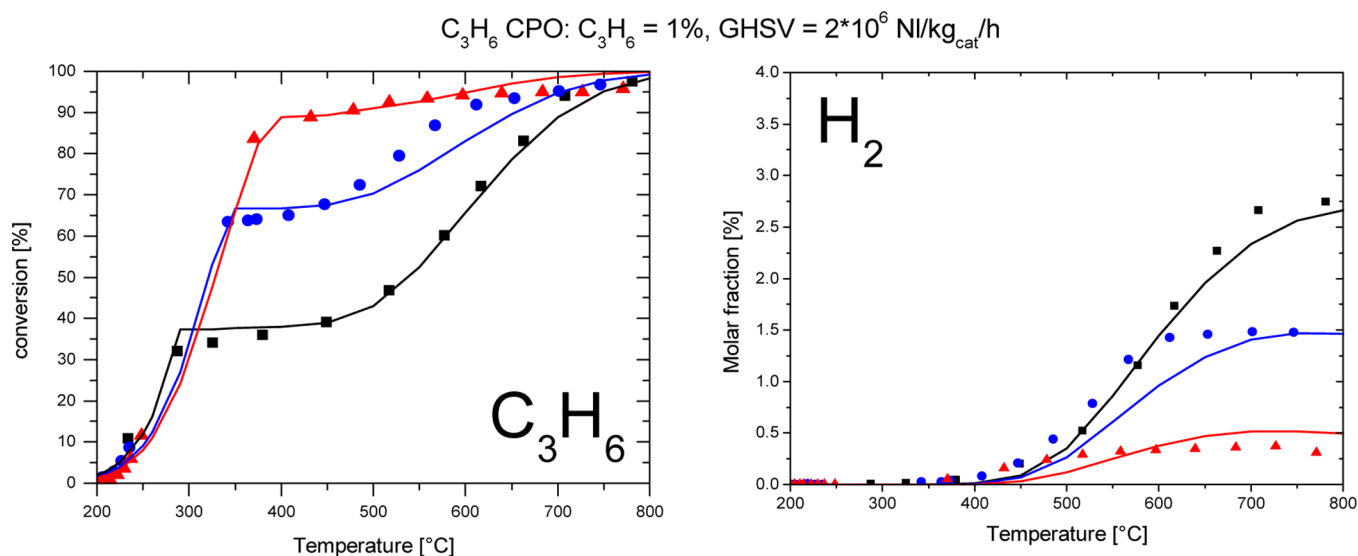 C₃H₆ CPO: C₃H₆ = 1%, GHSV = 2*10⁶ Nl/kg_cat/h
100
90
80
70
60
50
40
30
20
10
0
conversion [%]
C₃H₆
200 300 400 500 600 700 800
Temperature [°C]
4.0
3.5
3.0
2.5
2.0
1.5
1.0
0.5
0.0
Molar fraction [%]
H₂
200 300 400 500 600 700 800
Temperature [°C]